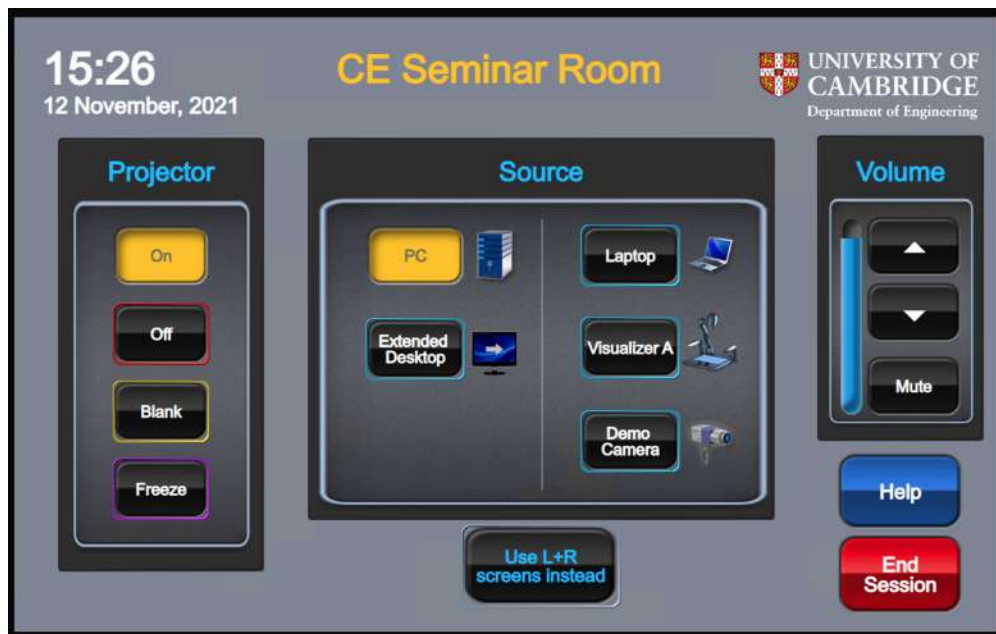 15:26
12 November, 2021
CE Seminar Room
UNIVERSITY OF
CAMBRIDGE
Department of Engineering
Projector
On
Off
Blank
Freeze
Source
PC
Extended
Desktop
Laptop
Visualizer A
Demo
Camera
Use L+R
screens instead
Volume
Mute
Help
End
Session